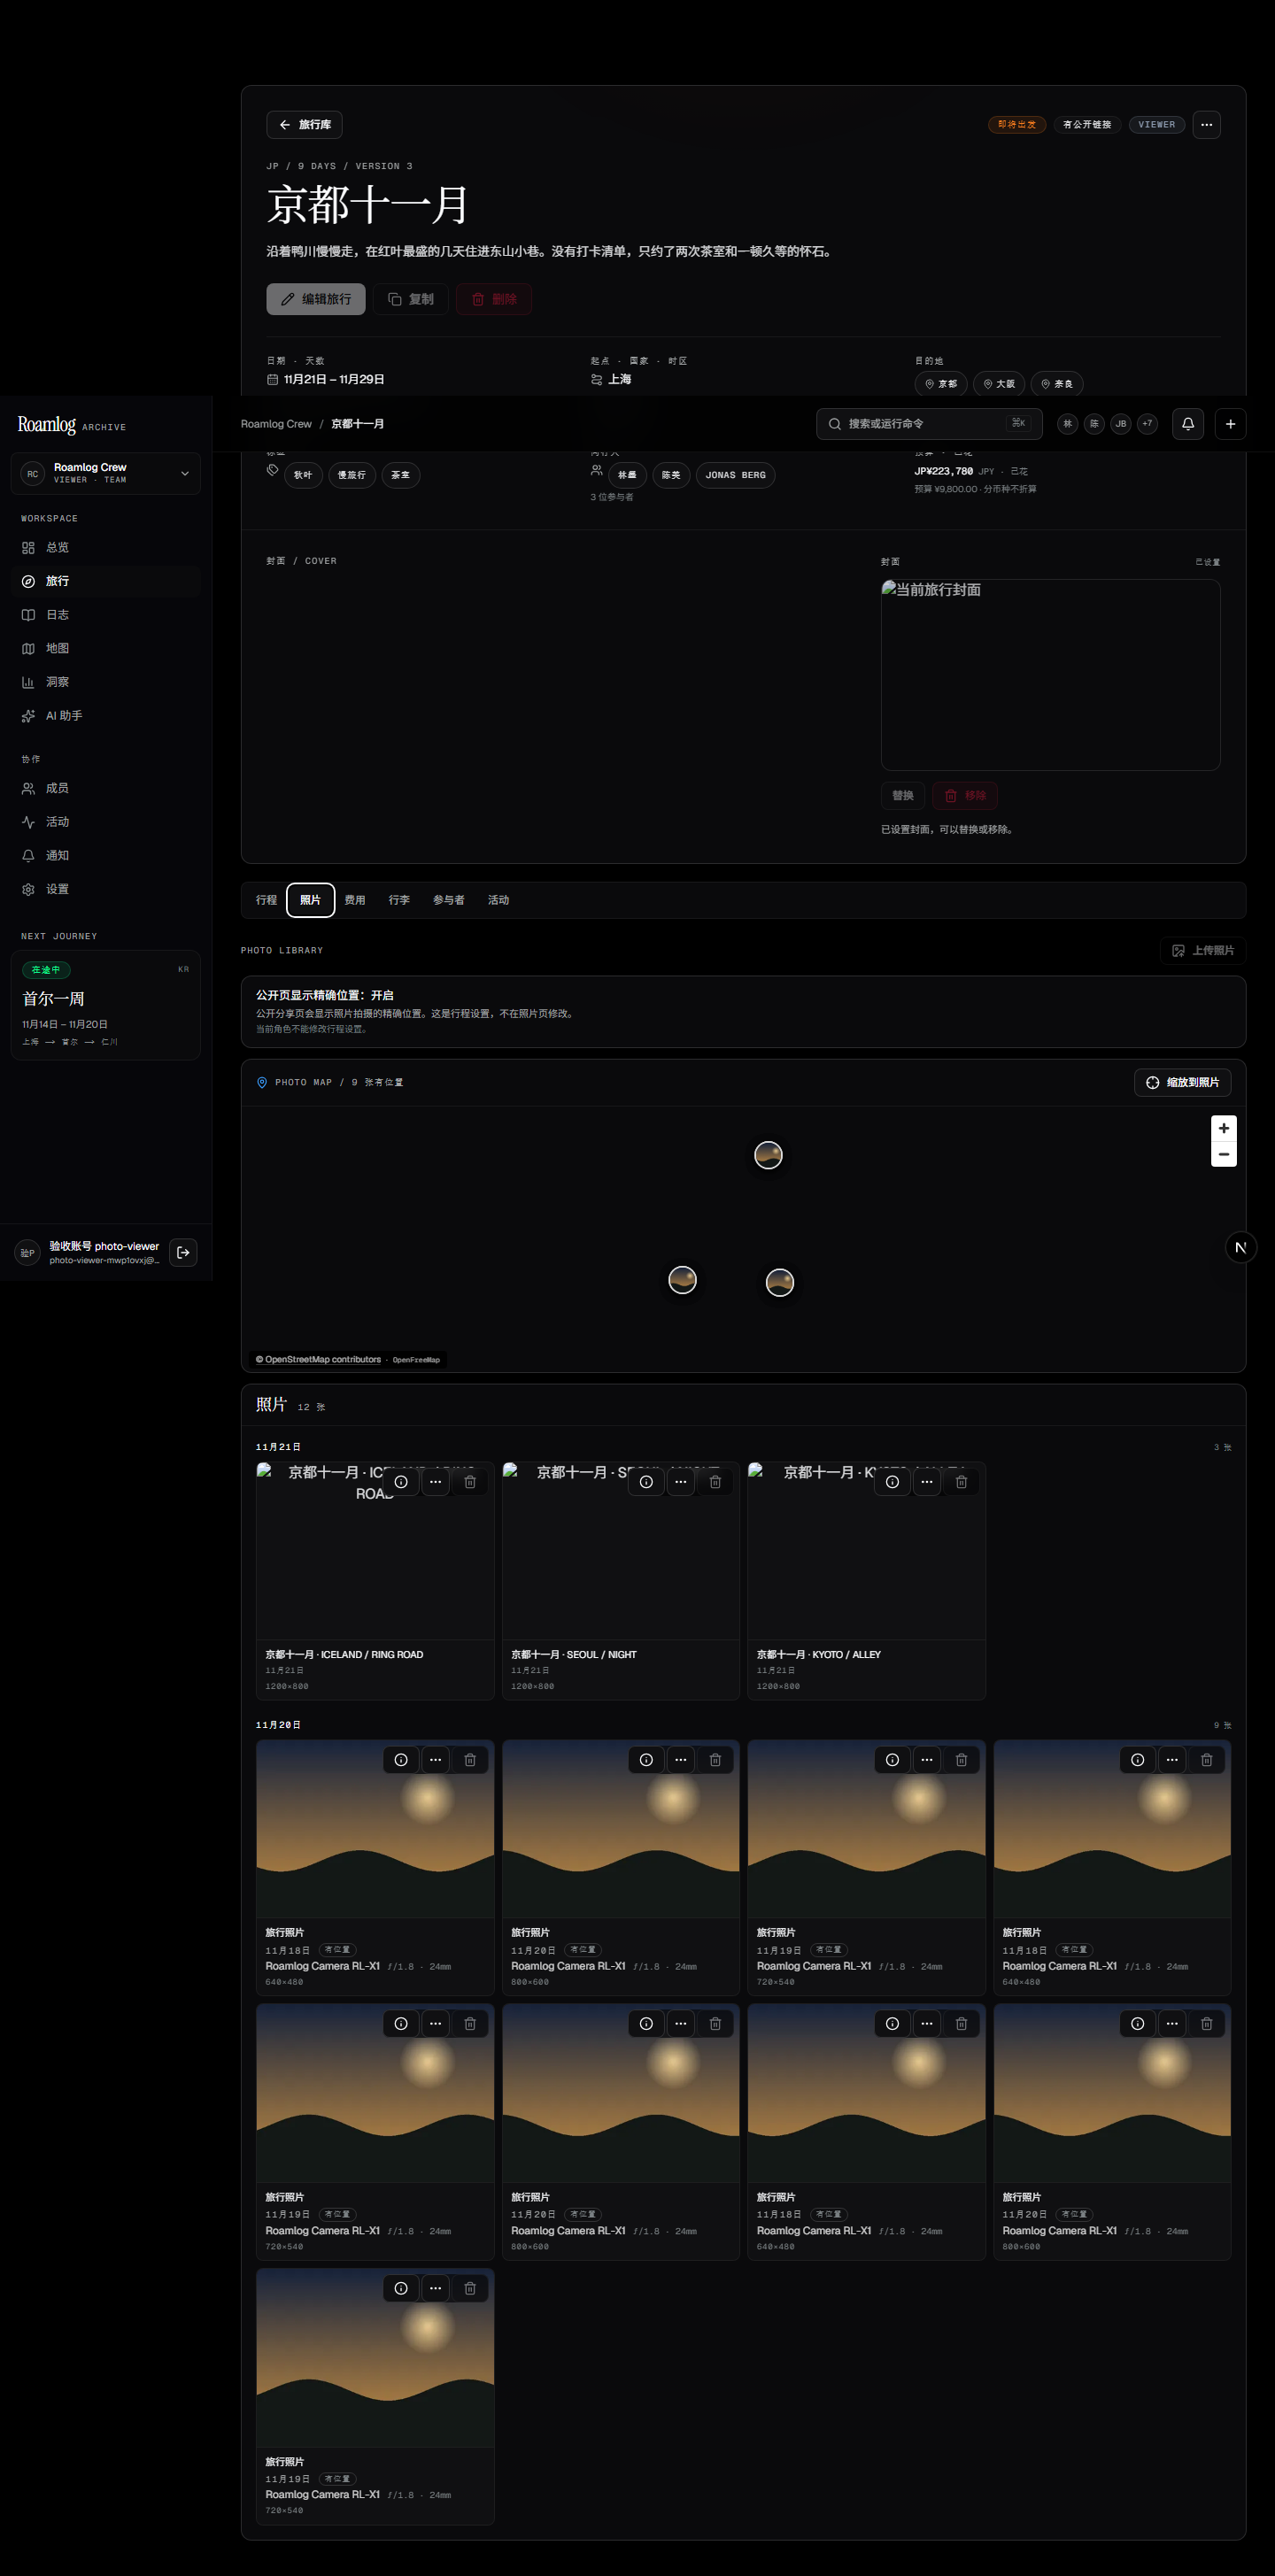 旅行库
即将出发
有公开链接
VIEWER
JP / 9 DAYS / VERSION 3
京都十一月
沿着鸭川慢慢走，在红叶最盛的几天住进东山小巷。没有打卡清单，只约了两次茶室和一顿久等的怀石。
编辑旅行
复制
删除
日期 · 天数
11月21日 – 11月29日
起点 · 国家 · 时区
上海
目的地
京都
大阪
奈良
Roamlog ARCHIVE
Roamlog Crew / 京都十一月
搜索或运行命令
⌘K
林
陈
JB
+7
RC
Roamlog Crew
VIEWER · TEAM
WORKSPACE
总览
旅行
日志
地图
洞察
AI 助手
协作
成员
活动
通知
设置
NEXT JOURNEY
在途中
KR
首尔一周
11月14日 – 11月20日
上海 → 首尔 → 仁川
验P
验收账号 photo-viewer
photo-viewer-mwp1ovxj@...
秋叶
慢旅行
茶室
陈美
JONAS BERG
3 位参与者
JP¥223,780 JPY · 已花
预算 ¥9,800.00 · 分币种不折算
封面 / COVER
封面
已设置
当前旅行封面
替换
移除
已设置封面，可以替换或移除。
行程
照片
费用
行李
参与者
活动
PHOTO LIBRARY
上传照片
公开页显示精确位置：开启
公开分享页会显示照片拍摄的精确位置。这是行程设置，不在照片页修改。
当前角色不能修改行程设置。
PHOTO MAP / 9 张有位置
缩放到照片
N
© OpenStreetMap contributors · OpenFreeMap
照片 12 张
11月21日
3 张
京都十一月 · ICELAND / RING ROAD
11月21日
1200×800
京都十一月 · SEOUL / NIGHT
11月21日
1200×800
京都十一月 · KYOTO / ALLEY
11月21日
1200×800
11月20日
9 张
旅行照片
11月18日 有位置
Roamlog Camera RL-X1 ƒ/1.8 · 24mm
640×480
旅行照片
11月20日 有位置
Roamlog Camera RL-X1 ƒ/1.8 · 24mm
800×600
旅行照片
11月19日 有位置
Roamlog Camera RL-X1 ƒ/1.8 · 24mm
720×540
旅行照片
11月18日 有位置
Roamlog Camera RL-X1 ƒ/1.8 · 24mm
640×480
旅行照片
11月19日 有位置
Roamlog Camera RL-X1 ƒ/1.8 · 24mm
720×540
旅行照片
11月20日 有位置
Roamlog Camera RL-X1 ƒ/1.8 · 24mm
800×600
旅行照片
11月18日 有位置
Roamlog Camera RL-X1 ƒ/1.8 · 24mm
640×480
旅行照片
11月20日 有位置
Roamlog Camera RL-X1 ƒ/1.8 · 24mm
800×600
旅行照片
11月19日 有位置
Roamlog Camera RL-X1 ƒ/1.8 · 24mm
720×540